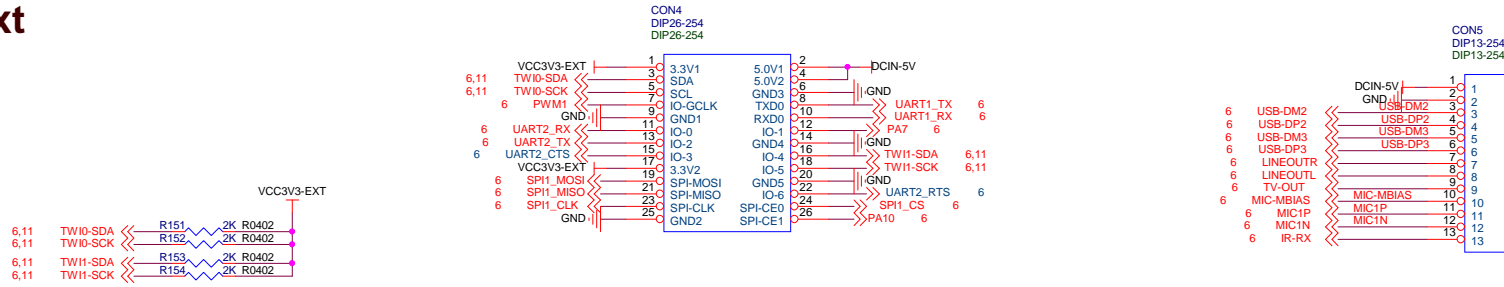 xt
VCC3V3-EXT
6,11 TWI0-SDA R151 2K R0402
6,11 TWI0-SCK R152 2K R0402
6,11 TWI1-SDA R153 2K R0402
6,11 TWI1-SCK R154 2K R0402
CON4
DIP26-254
DIP26-254
VCC3V3-EXT 1 3.3V1 5.0V1 2 DCIN-5V
6,11 TWI0-SDA 3 SDA 5.0V2 4
6,11 TWI0-SCK 5 SCL GND3 6 GND
6 PWM1 7 IO-GCLK TXD0 8 UART1_TX 6
GND 9 GND1 RXD0 10 UART1_RX 6
6 UART2_RX 11 IO-0 IO-1 12 PA7 6
6 UART2_TX 13 IO-2 GND4 14 GND
6 UART2_CTS 15 IO-3 IO-4 16 TWI1-SDA 6,11
VCC3V3-EXT 17 3.3V2 IO-5 18 TWI1-SCK 6,11
6 SPI1_MOSI 19 SPI-MOSI GND5 20 GND
6 SPI1_MISO 21 SPI-MISO IO-6 22 UART2_RTS 6
6 SPI1_CLK 23 SPI-CLK SPI-CE0 24 SPI1_CS 6
GND 25 GND2 SPI-CE1 26 PA10 6
CON5
DIP13-254
DIP13-254
DCIN-5V 1 1
GND 2 2
6 USB-DM2 USB-DM2 3 3
6 USB-DP2 USB-DP2 4 4
6 USB-DM3 USB-DM3 5 5
6 USB-DP3 USB-DP3 6 6
6 LINEOUTR 7 7
6 LINEOUTL 8 8
6 TV-OUT 9 9
6 MIC-MBIAS MIC-MBIAS 10 10
6 MIC1P MIC1P 11 11
6 MIC1N MIC1N 12 12
6 IR-RX 13 13